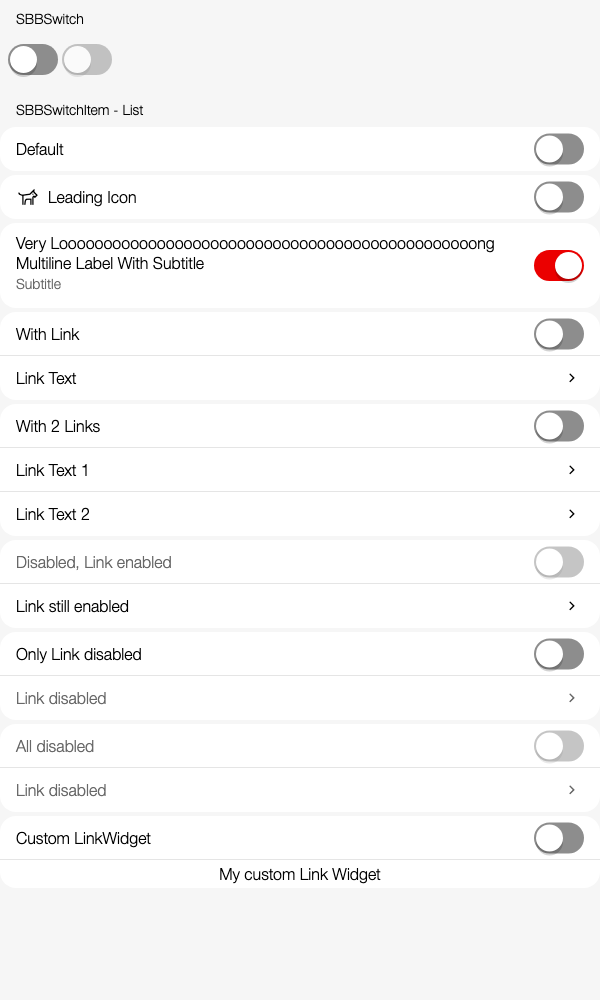 SBBSwitch
SBBSwitchItem - List
Default
Leading Icon
Very Looooooooooooooooooooooooooooooooooooooooooooooong
Multiline Label With Subtitle
Subtitle
With Link
Link Text
With 2 Links
Link Text 1
Link Text 2
Disabled, Link enabled
Link still enabled
Only Link disabled
Link disabled
All disabled
Link disabled
Custom LinkWidget
My custom Link Widget